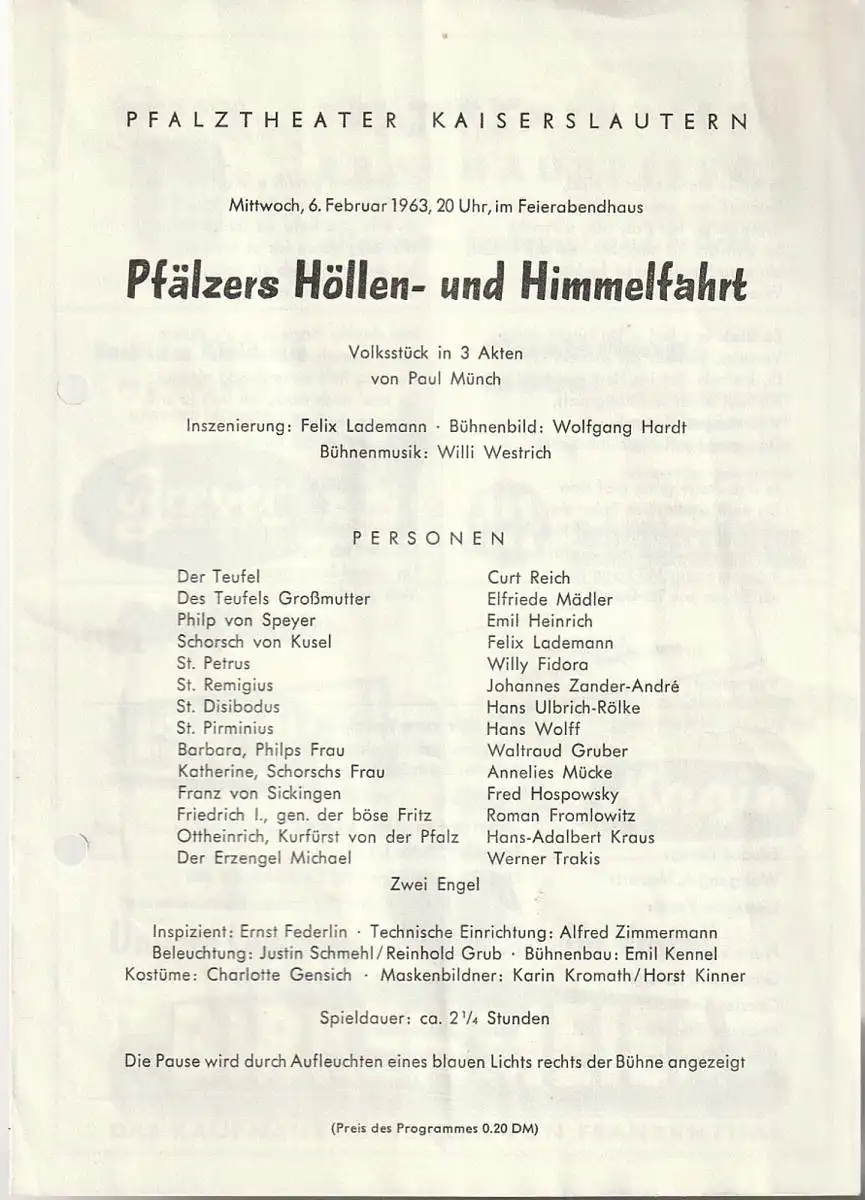 PFALZTHEATER KAISERSLAUTERN
Mittwoch, 6. Februar 1963, 20 Uhr, im Feierabendhaus
Pfälzers Höllen- und Himmelfahrt
Volksstück in 3 Akten
von Paul Münch
Inszenierung: Felix Lademann · Bühnenbild: Wolfgang Hardt
Bühnenmusik: Willi Westrich
PERSONEN
Der Teufel Curt Reich
Des Teufels Großmutter Elfriede Mädler
Philp von Speyer Emil Heinrich
Schorsch von Kusel Felix Lademann
St. Petrus Willy Fidora
St. Remigius Johannes Zander-André
St. Disibodus Hans Ulbrich-Rölke
St. Pirminius Hans Wolff
Barbara, Philps Frau Waltraud Gruber
Katherine, Schorschs Frau Annelies Mücke
Franz von Sickingen Fred Hospowsky
Friedrich I., gen. der böse Fritz Roman Fromlowitz
Ottheinrich, Kurfürst von der Pfalz Hans-Adalbert Kraus
Der Erzengel Michael Werner Trakis
Zwei Engel
Inspizient: Ernst Federlin · Technische Einrichtung: Alfred Zimmermann
Beleuchtung: Justin Schmehl/Reinhold Grub · Bühnenbau: Emil Kennel
Kostüme: Charlotte Gensich · Maskenbildner: Karin Kromath/Horst Kinner
Spieldauer: ca. 2 1/4 Stunden
Die Pause wird durch Aufleuchten eines blauen Lichts rechts der Bühne angezeigt
(Preis des Programmes 0.20 DM)